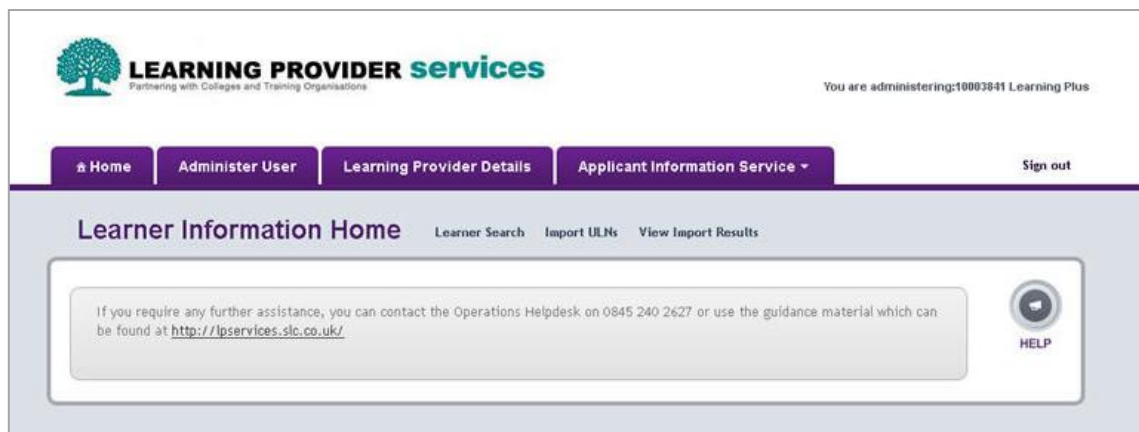 LEARNING PROVIDER services
Partnering with Colleges and Training Organisations
You are administering:10003841 Learning Plus
Home
Administer User
Learning Provider Details
Applicant Information Service
Sign out
Learner Information Home
Learner Search
Import ULNs
View Import Results
If you require any further assistance, you can contact the Operations Helpdesk on 0845 240 2627 or use the guidance material which can
be found at http://lpservices.slc.co.uk/
HELP